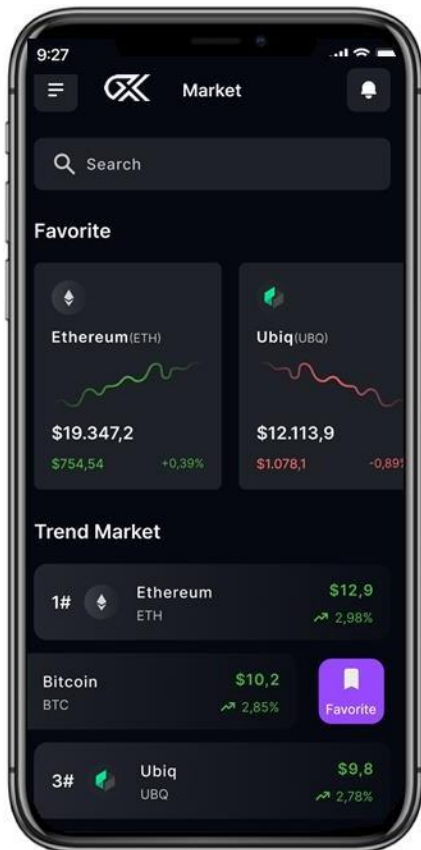 9:27
Market
Search
Favorite
Ethereum(ETH)
$19.347,2
$754,54 +0,39%
Ubiq(UBQ)
$12.113,9
$1.078,1 -0,89%
Trend Market
1# Ethereum $12,9
ETH 2,98%
Bitcoin $10,2
BTC 2,85%
Favorite
3# Ubiq $9,8
UBQ 2,78%